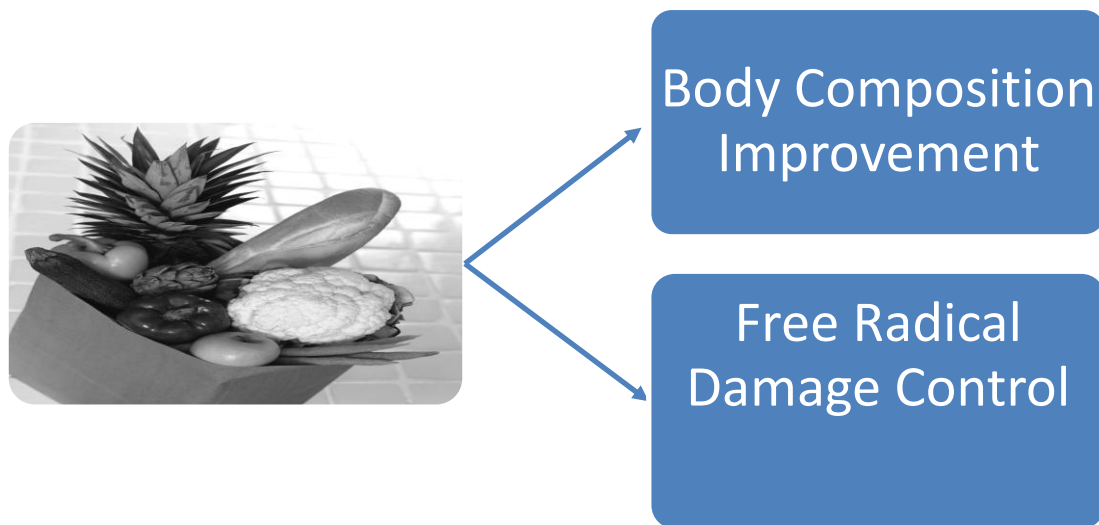 Body Composition
Improvement
Free Radical
Damage Control